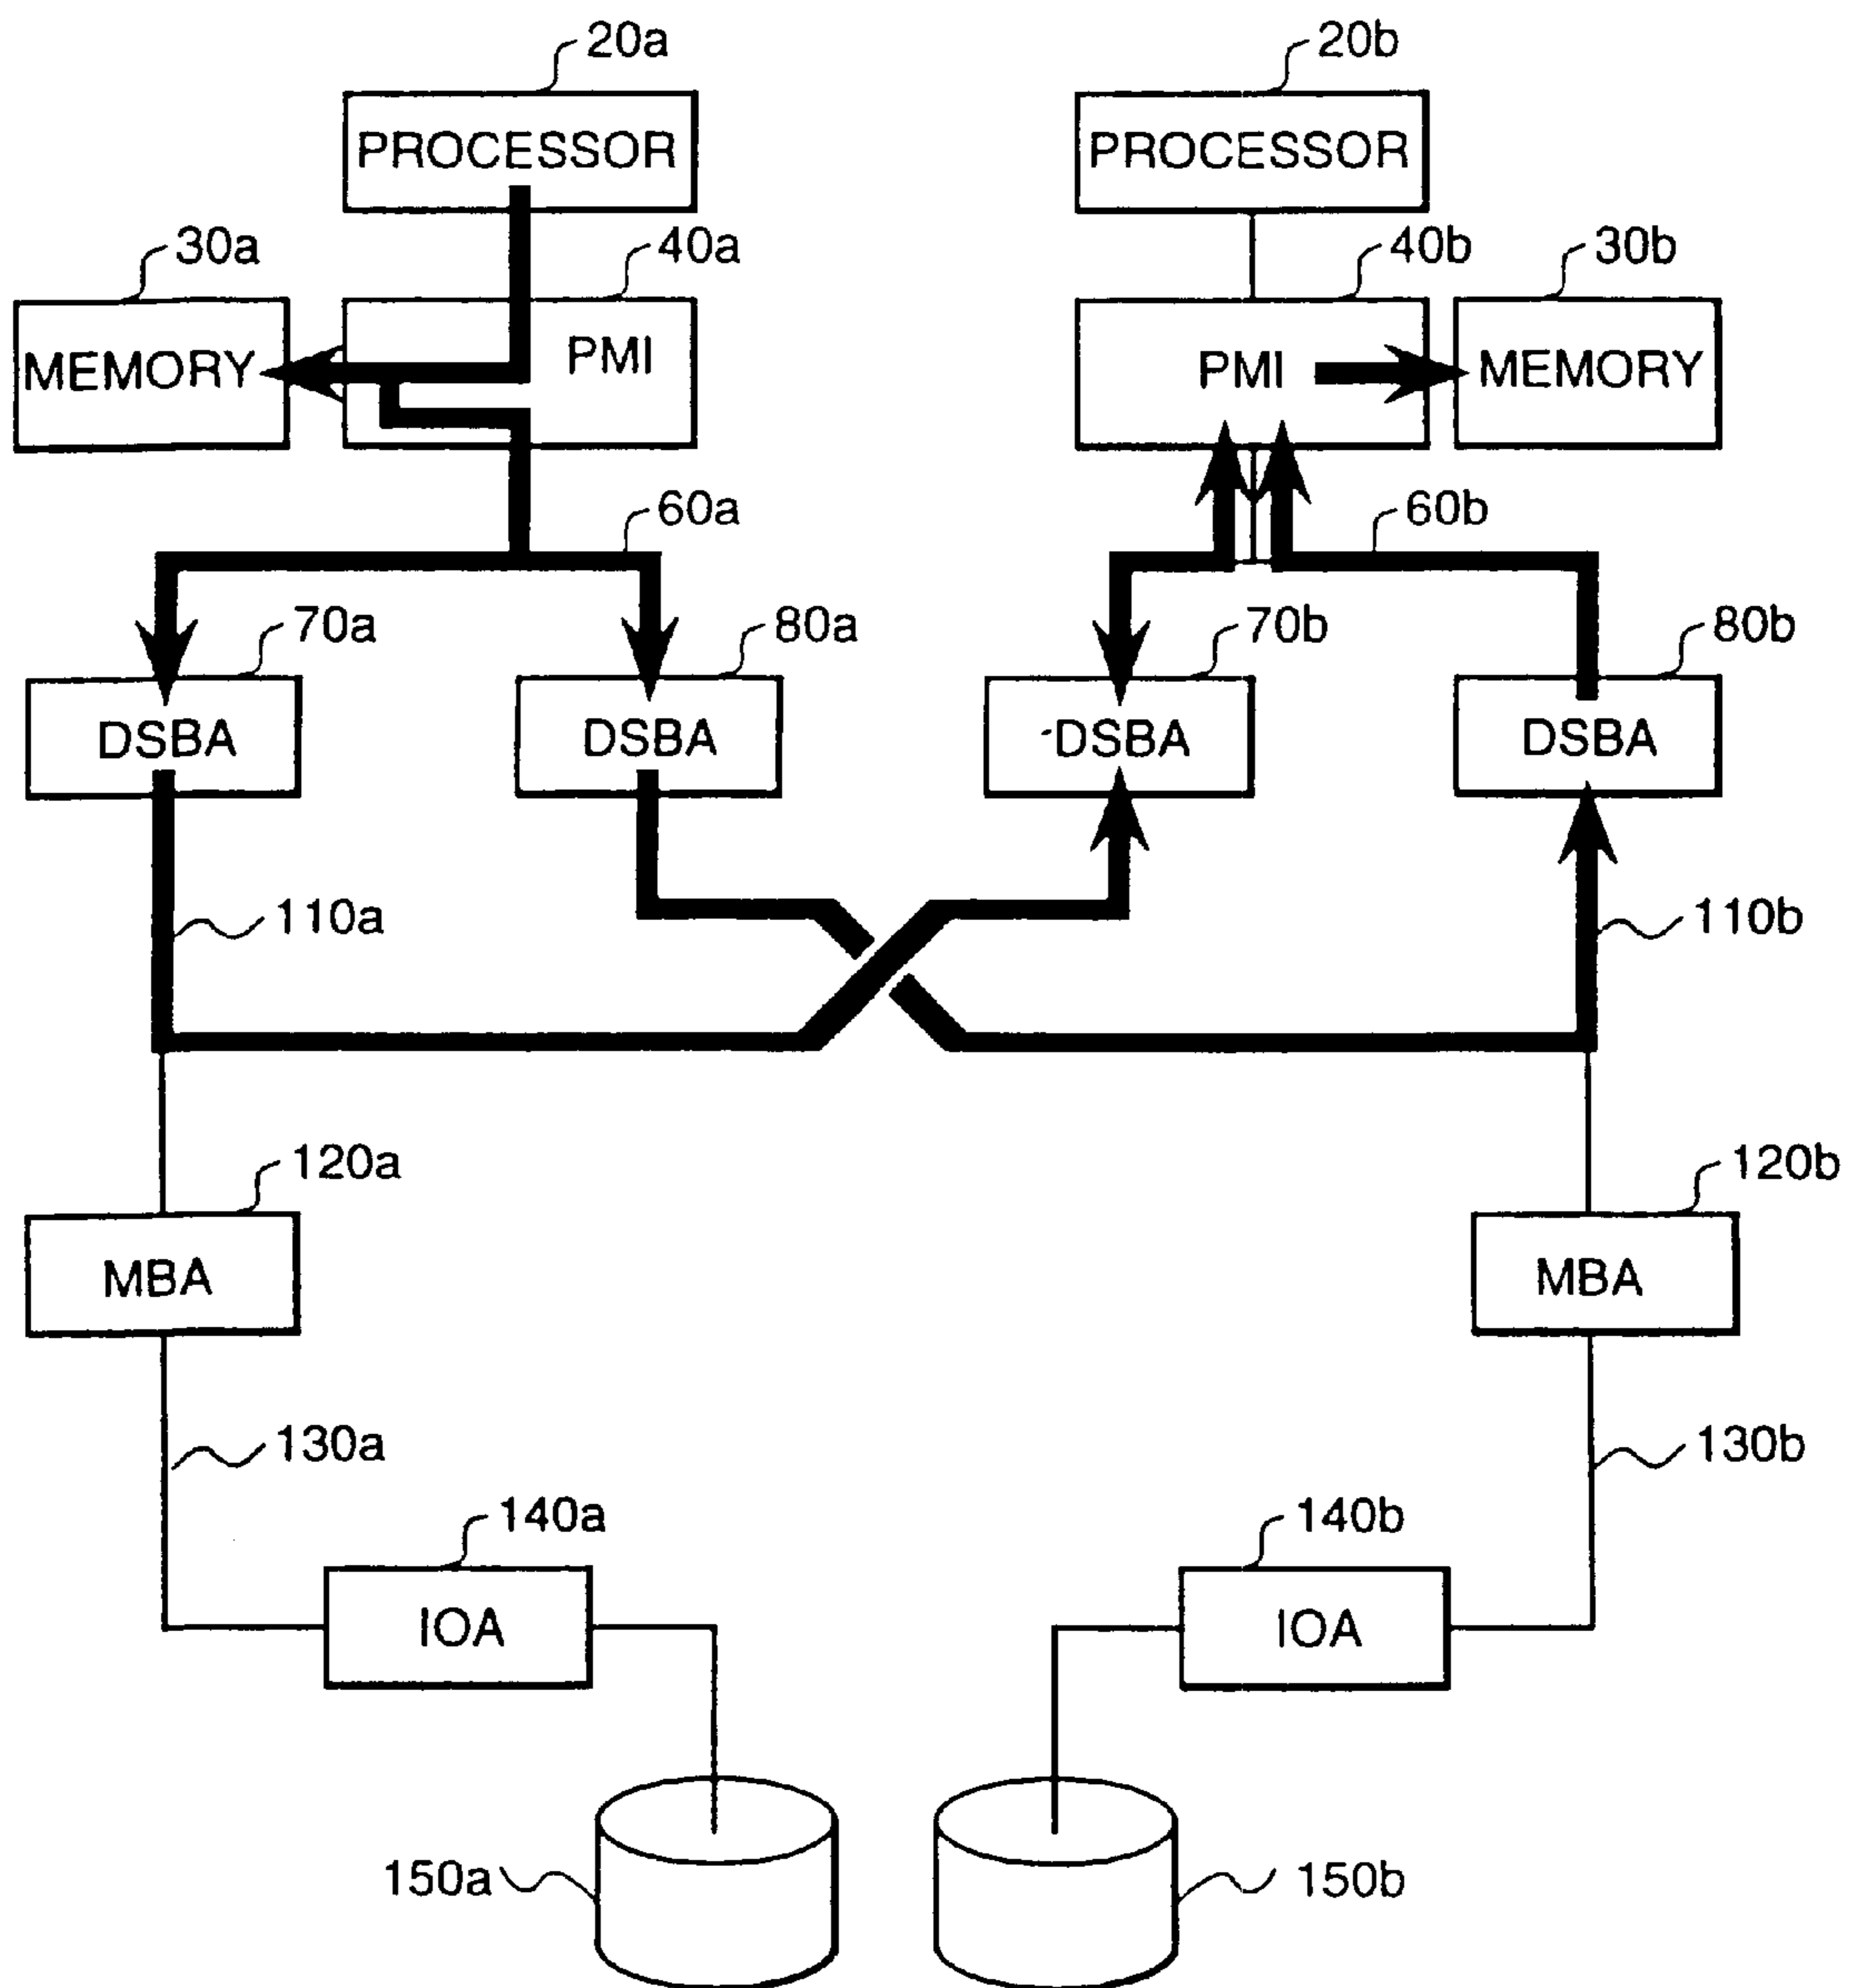 20a 20b
PROCESSOR PROCESSOR
30a 40a 40b 30b
MEMORY PMI PMI MEMORY
60a 60b
70a 80a 70b 80b
DSBA DSBA DSBA DSBA
110a 110b
120a 120b
MBA MBA
130a 130b
140a 140b
IOA IOA
150a 150b